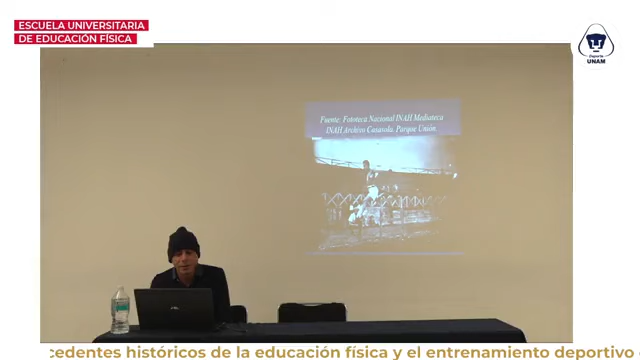 ESCUELA UNIVERSITARIA
DE EDUCACIÓN FÍSICA
Deporte
UNAM
Fuente: Fototeca Nacional INAH Mediateca
INAH Archivo Casasola. Parque Unión.
cedentes históricos de la educación física y el entrenamiento deportivo